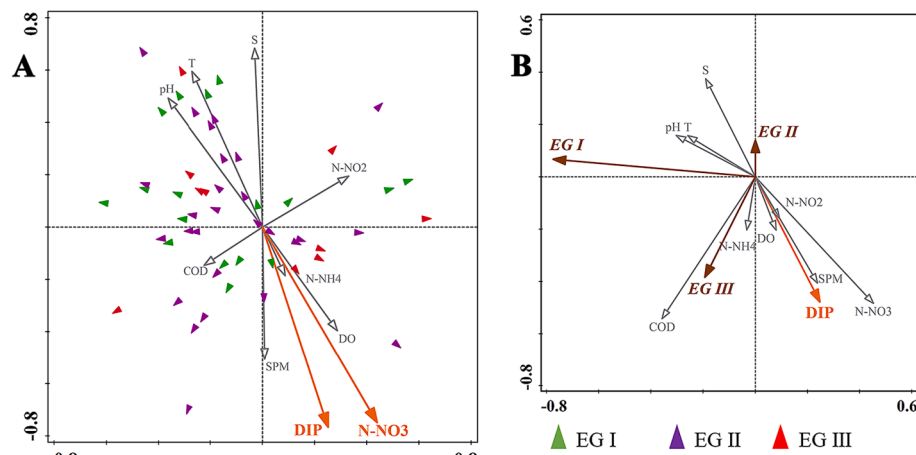 A
0.8
S
T
pH
N-NO2
COD
N-NH4
DO
SPM
DIP
N-NO3
-0.8
B
0.6
S
pH T
EG II
EG I
N-NO2
N-NH4
DO
EG III
SPM
DIP
N-NO3
COD
-0.8
-0.8
0.6
EG I
EG II
EG III